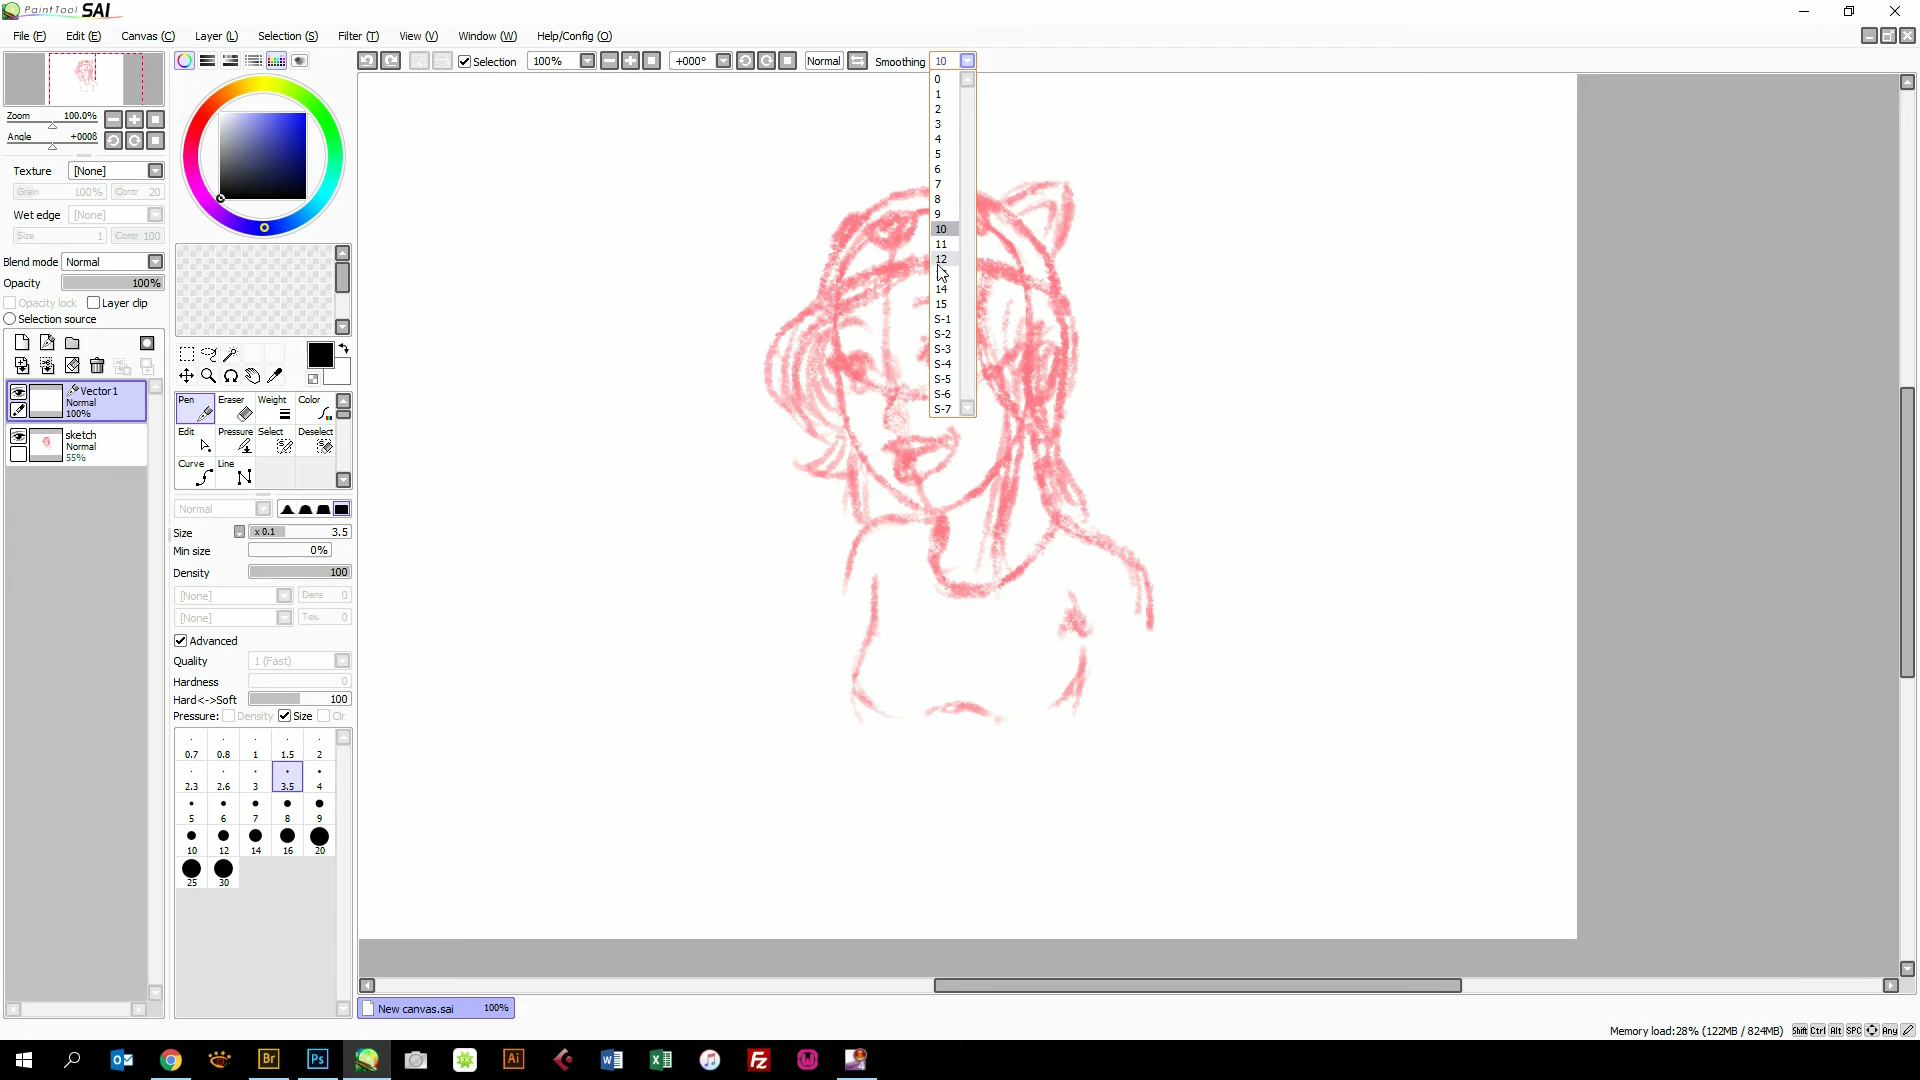 PaintTool SAI
File (F) Edit (E) Canvas (C) Layer (L) Selection (S) Filter (T) View (V) Window (W) Help/Config (O)
Selection 100% +000° Normal Smoothing 10
0
1
2
3
4
5
6
7
8
9
10
11
12
14
15
S-1
S-2
S-3
S-4
S-5
S-6
S-7
Zoom 100.0%
Angle +000ß
Texture [None]
Grain 100% Contr 20
Wet edge [None]
Size 1 Contr 100
Blend mode Normal
Opacity 100%
Opacity lock Layer clip
Selection source
Vector1
Normal
100%
sketch
Normal
55%
Pen Eraser Weight Color
Edit Pressure Select Deselect
Curve Line
Normal
Size x 0.1 3.5
Min size 0%
Density 100
[None] Dens 0
[None] Tex. 0
Advanced
Quality 1 (Fast)
Hardness 0
Hard<->Soft 100
Pressure: Density Size Clr
0.7 0.8 1 1.5 2
2.3 2.6 3 3.5 4
5 6 7 8 9
10 12 14 16 20
25 30
New canvas.sai 100%
Memory load:28% (122MB / 824MB) Shift Ctrl Alt SPC Any
Br Ps Ai Fz